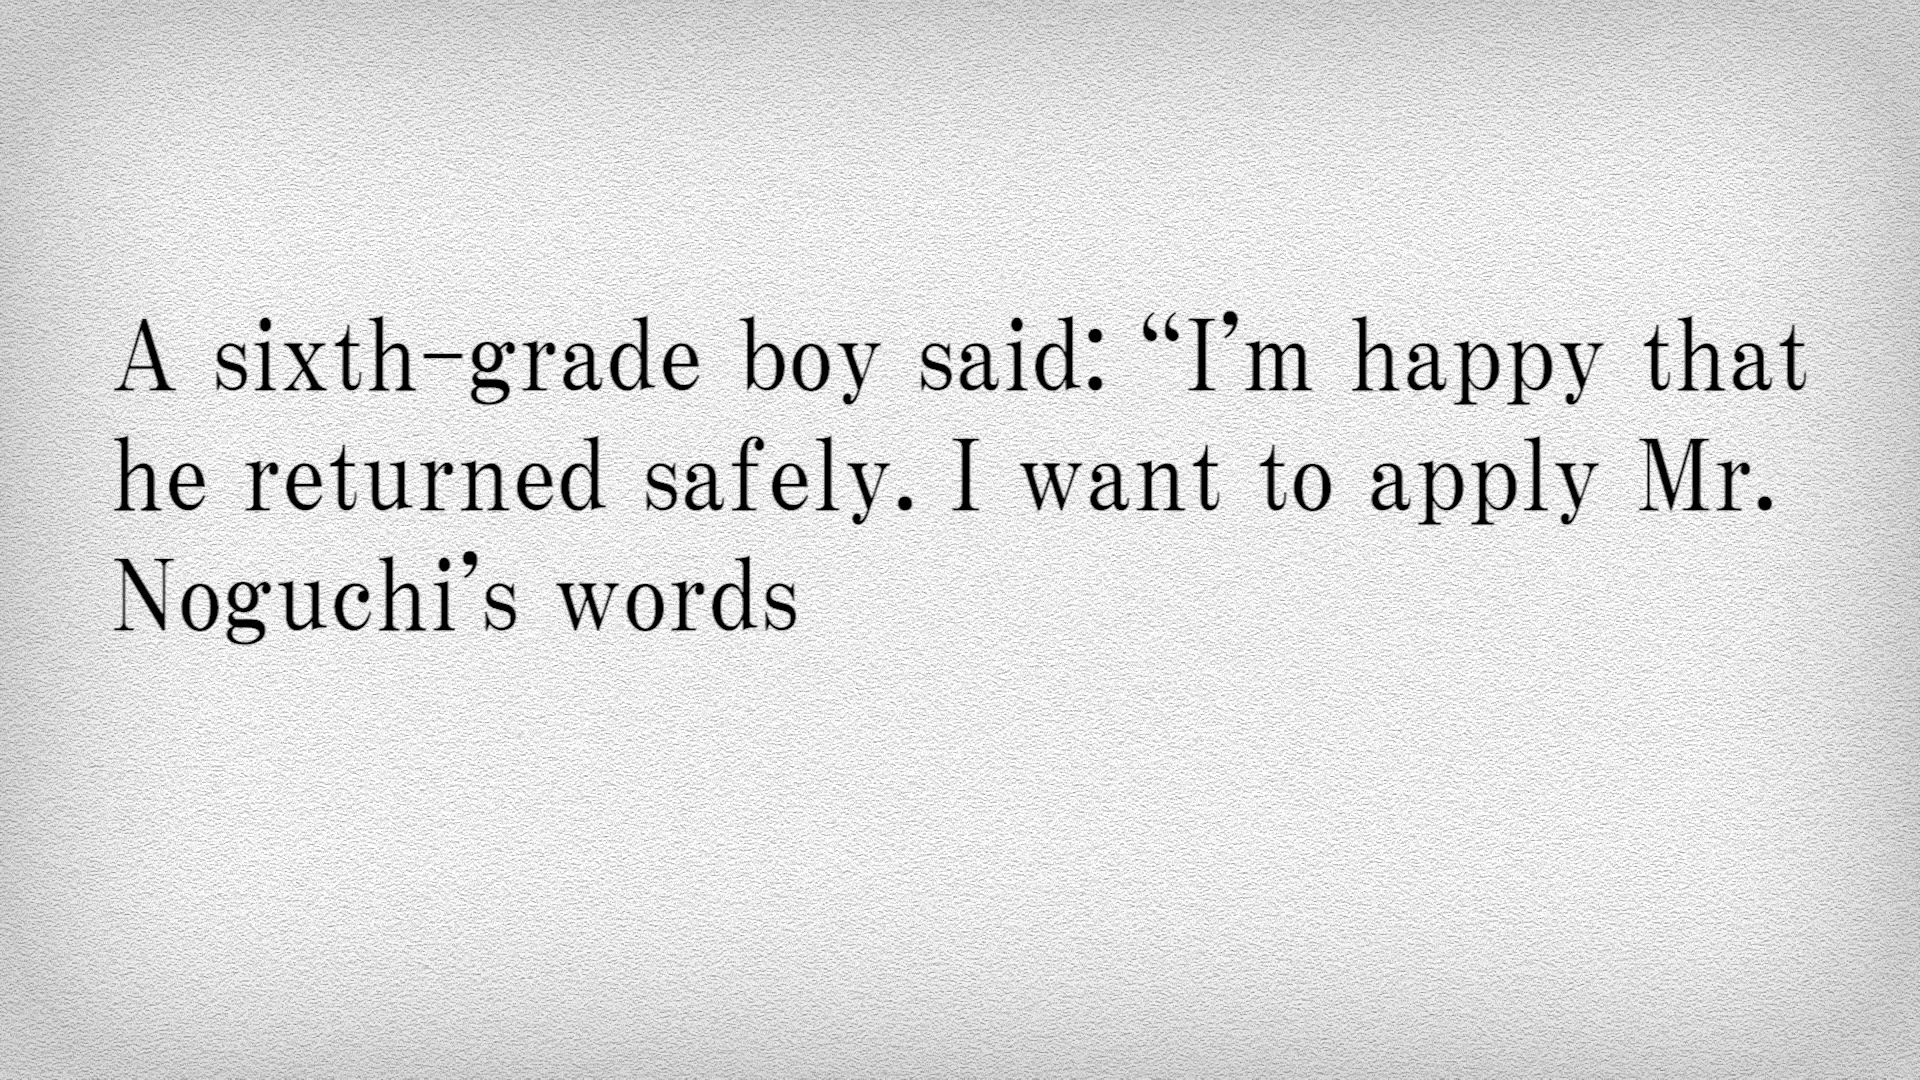 A sixth-grade boy said: “I’m happy that
he returned safely. I want to apply Mr.
Noguchi’s words